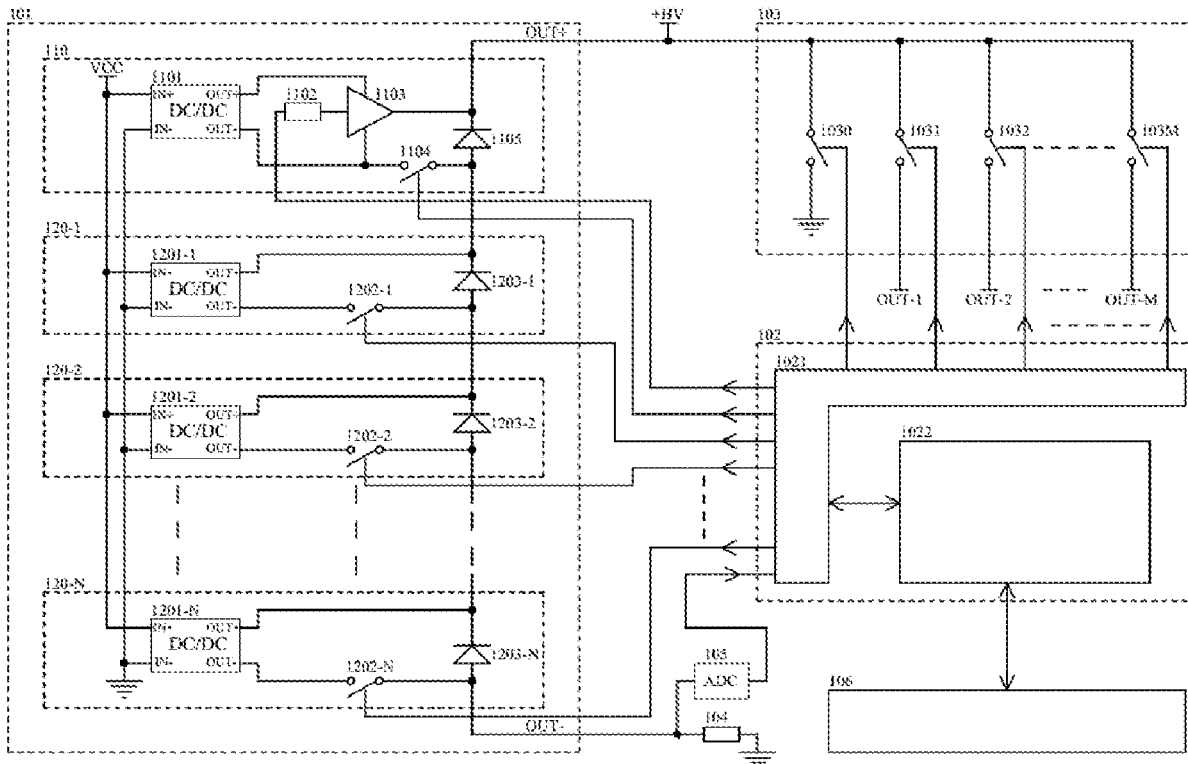 101
OUT+
+HV
103
110
VCC
1101
IN+
OUT+
DC/DC
IN-
OUT-
1102
1103
1104
1105
1030
1031
1032
103M
120-1
1201-1
OUT+
DC/DC
IN-
OUT-
1202-1
1203-1
OUT-1
OUT-2
OUT-M
102
1023
120-2
1201-2
IN+
OUT+
DC/DC
IN-
OUT-
1202-2
1203-2
1022
120-N
1201-N
OUT+
DC/DC
IN-
OUT-
1202-N
1203-N
105
ADC
104
106
OUT-